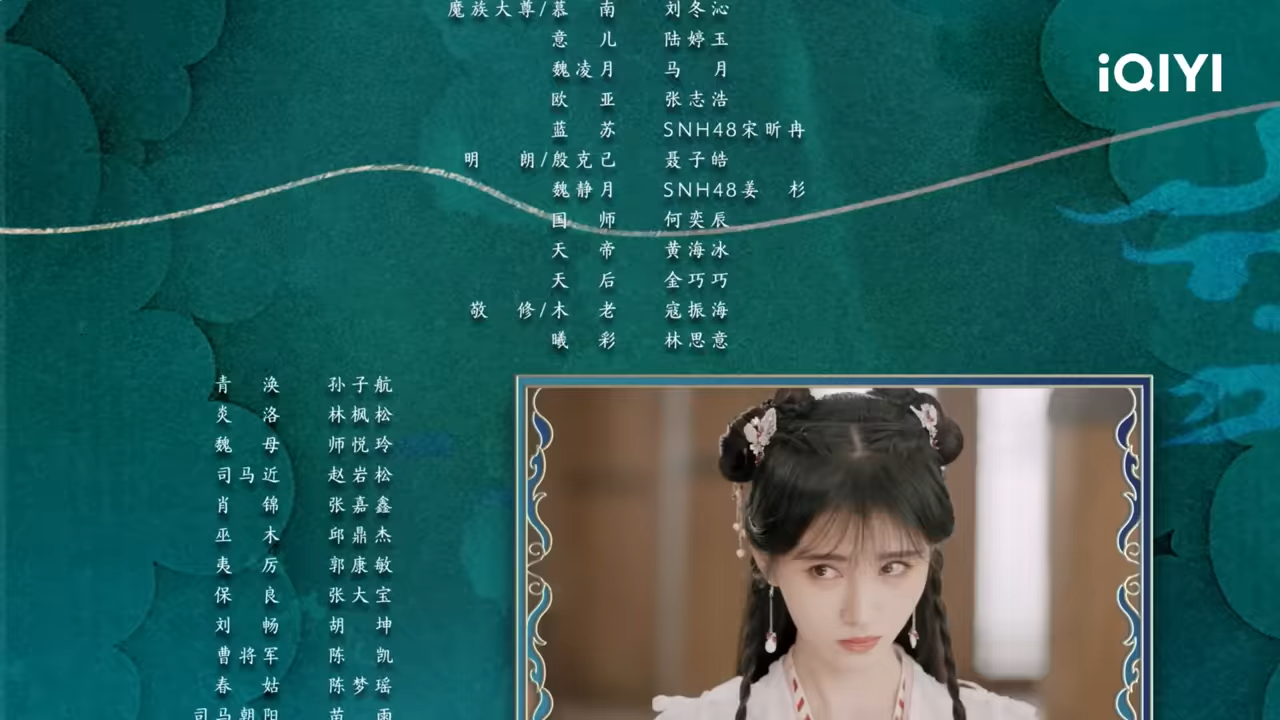 魔族大尊/慕南 刘冬沁
意儿 陆婷玉
iQIYI
魏凌月 马月
欧亚 张志浩
蓝苏 SNH48宋昕冉
明朗/殷克己 聂子皓
魏静月 SNH48姜杉
国师 何奕辰
天帝 黄海冰
天后 金巧巧
敬修/木老 寇振海
曦彩 林思意
青涣 孙子航
炎洛 林枫松
魏母 师悦玲
司马近 赵岩松
肖锦 张嘉鑫
巫木 邱鼎杰
夷厉 郭康敏
保良 张大宝
刘畅 胡坤
曹将军 陈凯
春姑 陈梦瑶
司马朝阳 苗雨